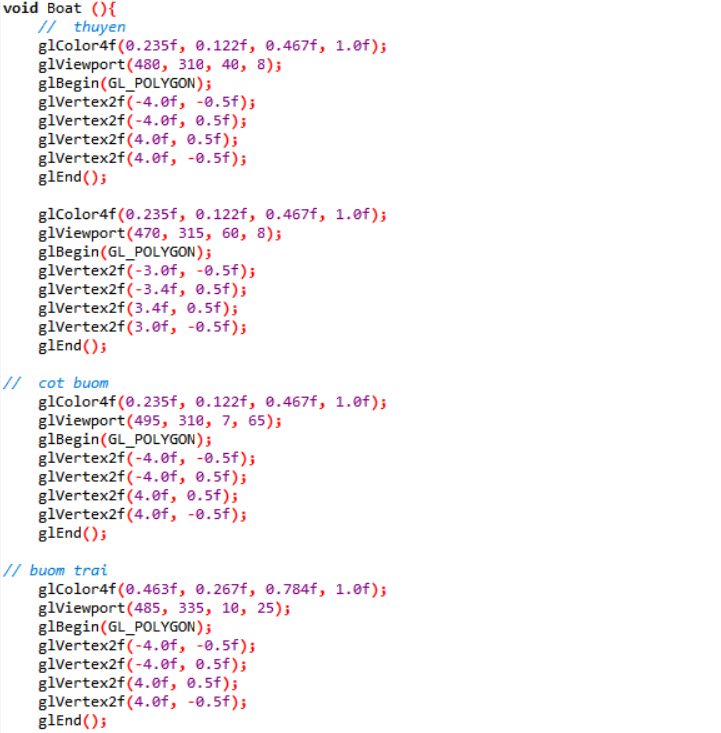 void Boat (){
//  thuyen
glColor4f(0.235f, 0.122f, 0.467f, 1.0f);
glViewport(480, 310, 40, 8);
glBegin(GL_POLYGON);
glVertex2f(-4.0f, -0.5f);
glVertex2f(-4.0f, 0.5f);
glVertex2f(4.0f, 0.5f);
glVertex2f(4.0f, -0.5f);
glEnd();
glColor4f(0.235f, 0.122f, 0.467f, 1.0f);
glViewport(470, 315, 60, 8);
glBegin(GL_POLYGON);
glVertex2f(-3.0f, -0.5f);
glVertex2f(-3.4f, 0.5f);
glVertex2f(3.4f, 0.5f);
glVertex2f(3.0f, -0.5f);
glEnd();
//  cot buom
glColor4f(0.235f, 0.122f, 0.467f, 1.0f);
glViewport(495, 310, 7, 65);
glBegin(GL_POLYGON);
glVertex2f(-4.0f, -0.5f);
glVertex2f(-4.0f, 0.5f);
glVertex2f(4.0f, 0.5f);
glVertex2f(4.0f, -0.5f);
glEnd();
// buom trai
glColor4f(0.463f, 0.267f, 0.784f, 1.0f);
glViewport(485, 335, 10, 25);
glBegin(GL_POLYGON);
glVertex2f(-4.0f, -0.5f);
glVertex2f(-4.0f, 0.5f);
glVertex2f(4.0f, 0.5f);
glVertex2f(4.0f, -0.5f);
glEnd();